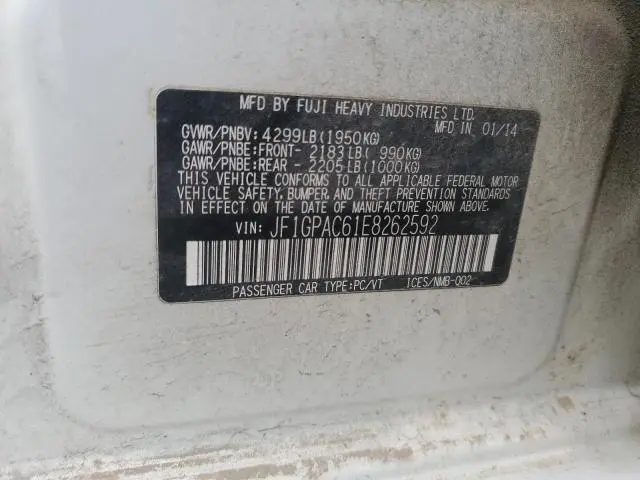 MFD BY FUJI HEAVY INDUSTRIES LTD.
MFD IN 01/14
GVWR/PNBV: 4299LB(1950KG)
GAWR/PNBE:FRONT- 2183LB( 990KG)
GAWR/PNBE:REAR - 2205LB(1000KG)
THIS VEHICLE CONFORMS TO ALL APPLICABLE FEDERAL MOTOR
VEHICLE SAFETY, BUMPER, AND THEFT PREVENTION STANDARDS
IN EFFECT ON THE DATE OF MANUFACTURE SHOWN ABOVE.
VIN: JF1GPAC61E8262592
PASSENGER CAR TYPE:PC/VT ICES/NMB-002